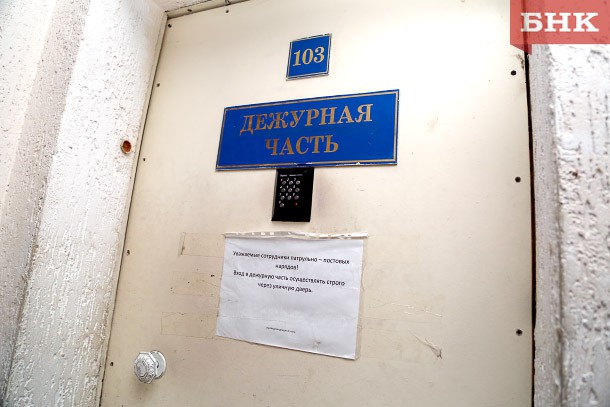 БНК
103
ДЕЖУРНАЯ
ЧАСТЬ
Уважаемые сотрудники патрульно – постовых
нарядов!
Вход в дежурную часть осуществлять строго
через уличную дверь.